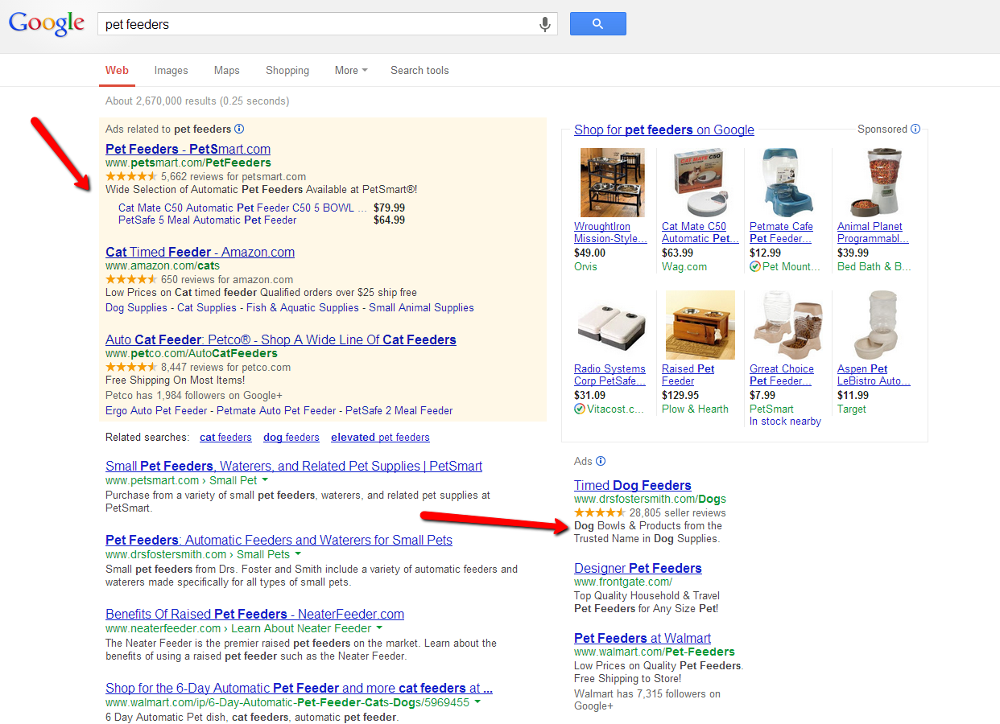 Google
pet feeders
Web Images Maps Shopping More Search tools
About 2,670,000 results (0.25 seconds)
Ads related to pet feeders
Pet Feeders - PetSmart.com
www.petsmart.com/PetFeeders
5,662 reviews for petsmart.com
Wide Selection of Automatic Pet Feeders Available at PetSmart®!
Cat Mate C50 Automatic Pet Feeder C50 5 BOWL ... $79.99
PetSafe 5 Meal Automatic Pet Feeder $64.99
Cat Timed Feeder - Amazon.com
www.amazon.com/cats
650 reviews for amazon.com
Low Prices on Cat timed feeder Qualified orders over $25 ship free
Dog Supplies - Cat Supplies - Fish & Aquatic Supplies - Small Animal Supplies
Auto Cat Feeder: Petco® - Shop A Wide Line Of Cat Feeders
www.petco.com/AutoCatFeeders
8,447 reviews for petco.com
Free Shipping On Most Items!
Petco has 1,984 followers on Google+
Ergo Auto Pet Feeder - Petmate Auto Pet Feeder - PetSafe 2 Meal Feeder
Related searches: cat feeders dog feeders elevated pet feeders
Small Pet Feeders, Waterers, and Related Pet Supplies | PetSmart
www.petsmart.com › Small Pet
Purchase from a variety of small pet feeders, waterers, and related pet supplies at
PetSmart.
Pet Feeders: Automatic Feeders and Waterers for Small Pets
www.drsfostersmith.com › Small Pets
Small pet feeders from Drs. Foster and Smith include a variety of automatic feeders and
waterers made specifically for all types of small pets.
Benefits Of Raised Pet Feeders - NeaterFeeder.com
www.neaterfeeder.com › Learn About Neater Feeder
The Neater Feeder is the premier raised pet feeders on the market. Learn about the
benefits of using a raised pet feeder such as the Neater Feeder.
Shop for the 6-Day Automatic Pet Feeder and more cat feeders at ...
www.walmart.com/ip/6-Day-Automatic-Pet-Feeder-Cats-Dogs/5969455
6 Day Automatic Pet dish, cat feeders, automatic pet feeder.
Shop for pet feeders on Google Sponsored
CAT MATE C50
WroughtIron
Mission-Style...
$49.00
Orvis
Cat Mate C50
Automatic Pet...
$63.99
Wag.com
Petmate Cafe
Pet Feeder...
$12.99
Pet Mount...
Animal Planet
Programmabl...
$39.99
Bed Bath & B...
Radio Systems
Corp PetSafe...
$31.09
Vitacost.c...
Raised Pet
Feeder
$129.95
Plow & Hearth
Grreat Choice
Pet Feeder...
$7.99
PetSmart
In stock nearby
Aspen Pet
LeBistro Auto...
$11.99
Target
Ads
Timed Dog Feeders
www.drsfostersmith.com/Dogs
28,805 seller reviews
Dog Bowls & Products from the
Trusted Name in Dog Supplies.
Designer Pet Feeders
www.frontgate.com/
Top Quality Household & Travel
Pet Feeders for Any Size Pet!
Pet Feeders at Walmart
www.walmart.com/Pet-Feeders
Low Prices on Quality Pet Feeders.
Free Shipping to Store!
Walmart has 7,315 followers on
Google+